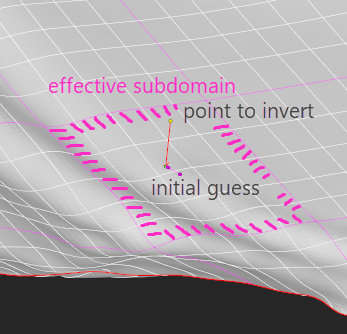 effective subdomain
point to invert
initial guess